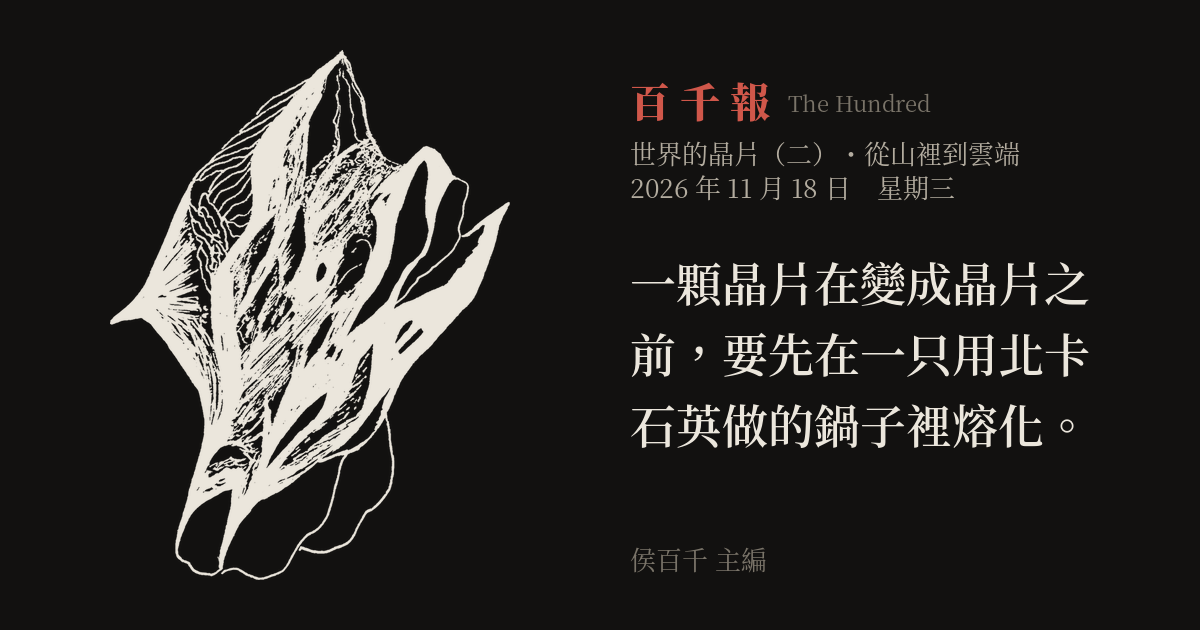 百千報 The Hundred
世界的晶片（二）・從山裡到雲端
2026 年 11 月 18 日　星期三
一顆晶片在變成晶片之
前，要先在一只用北卡
石英做的鍋子裡熔化。
侯百千 主編